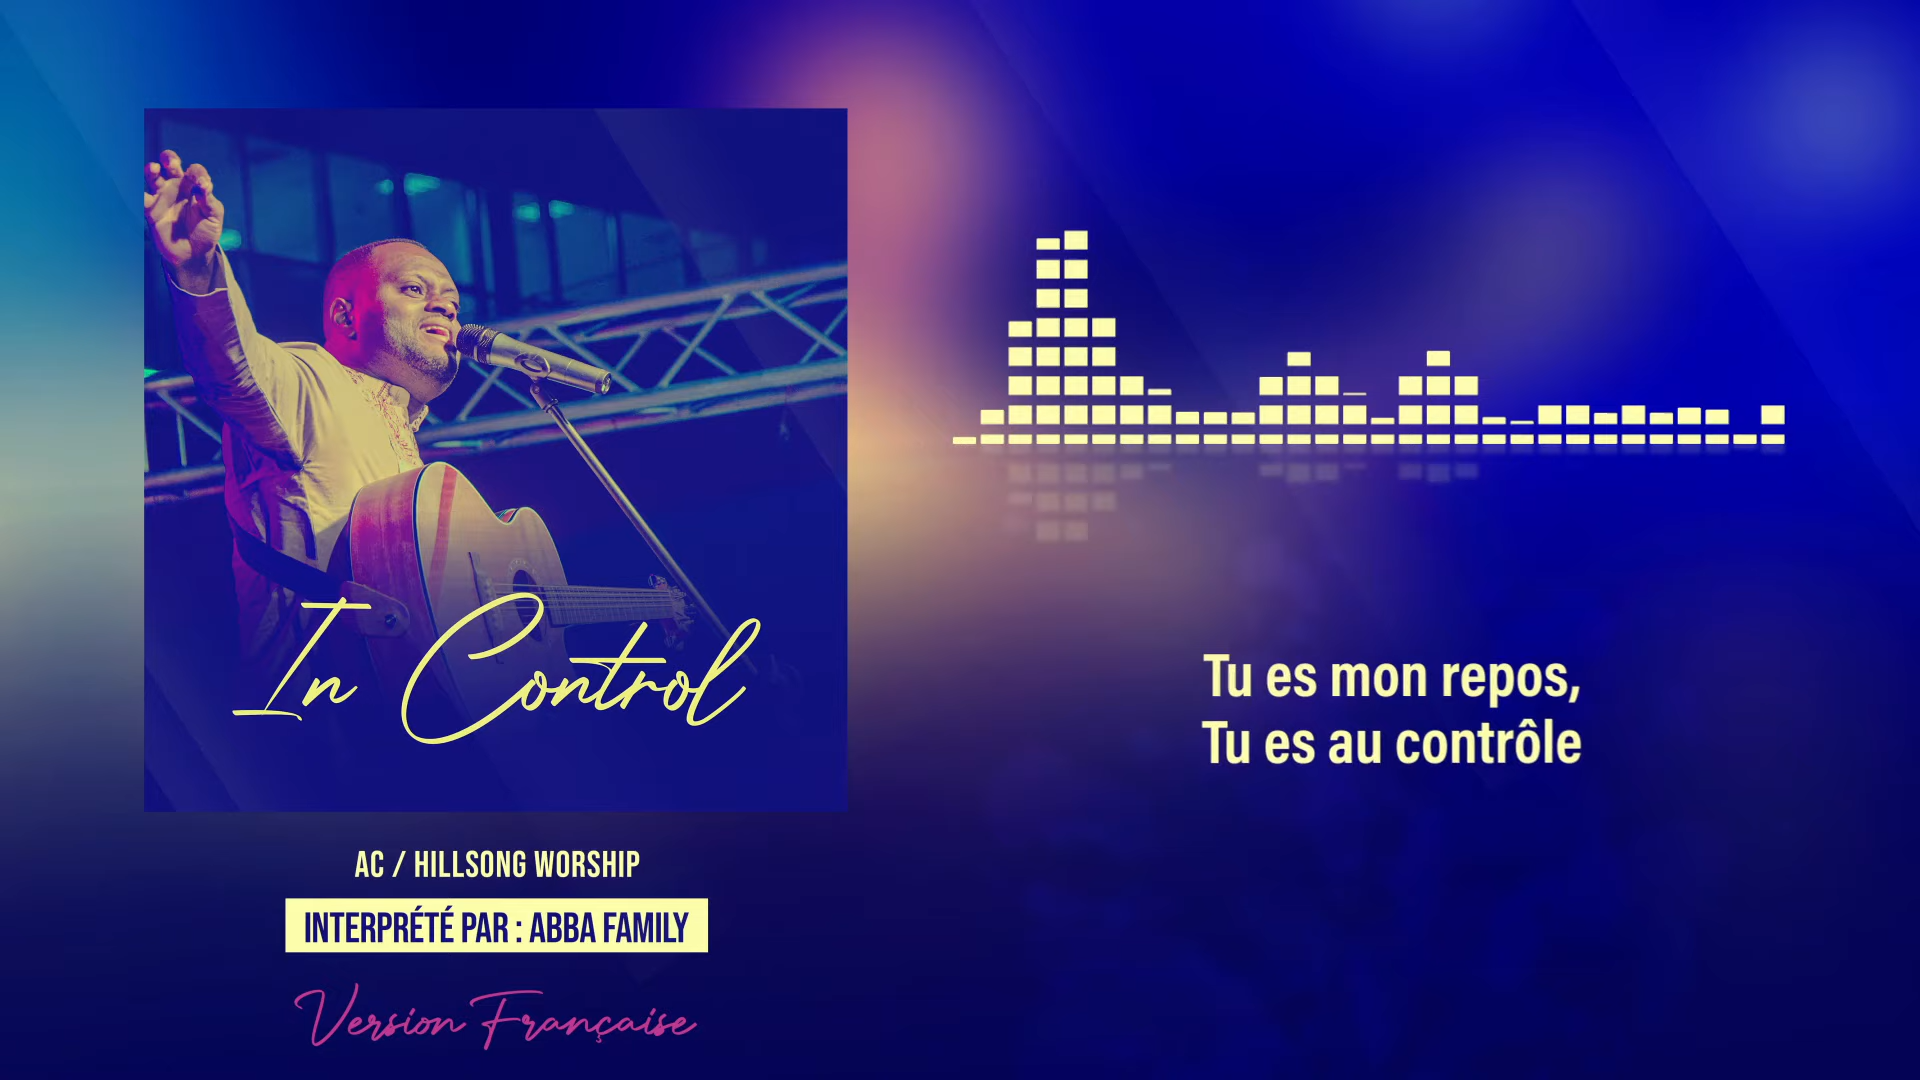 In Control
AC / HILLSONG WORSHIP
INTERPRÉTÉ PAR : ABBA FAMILY
Version Française
Tu es mon repos,
Tu es au contrôle